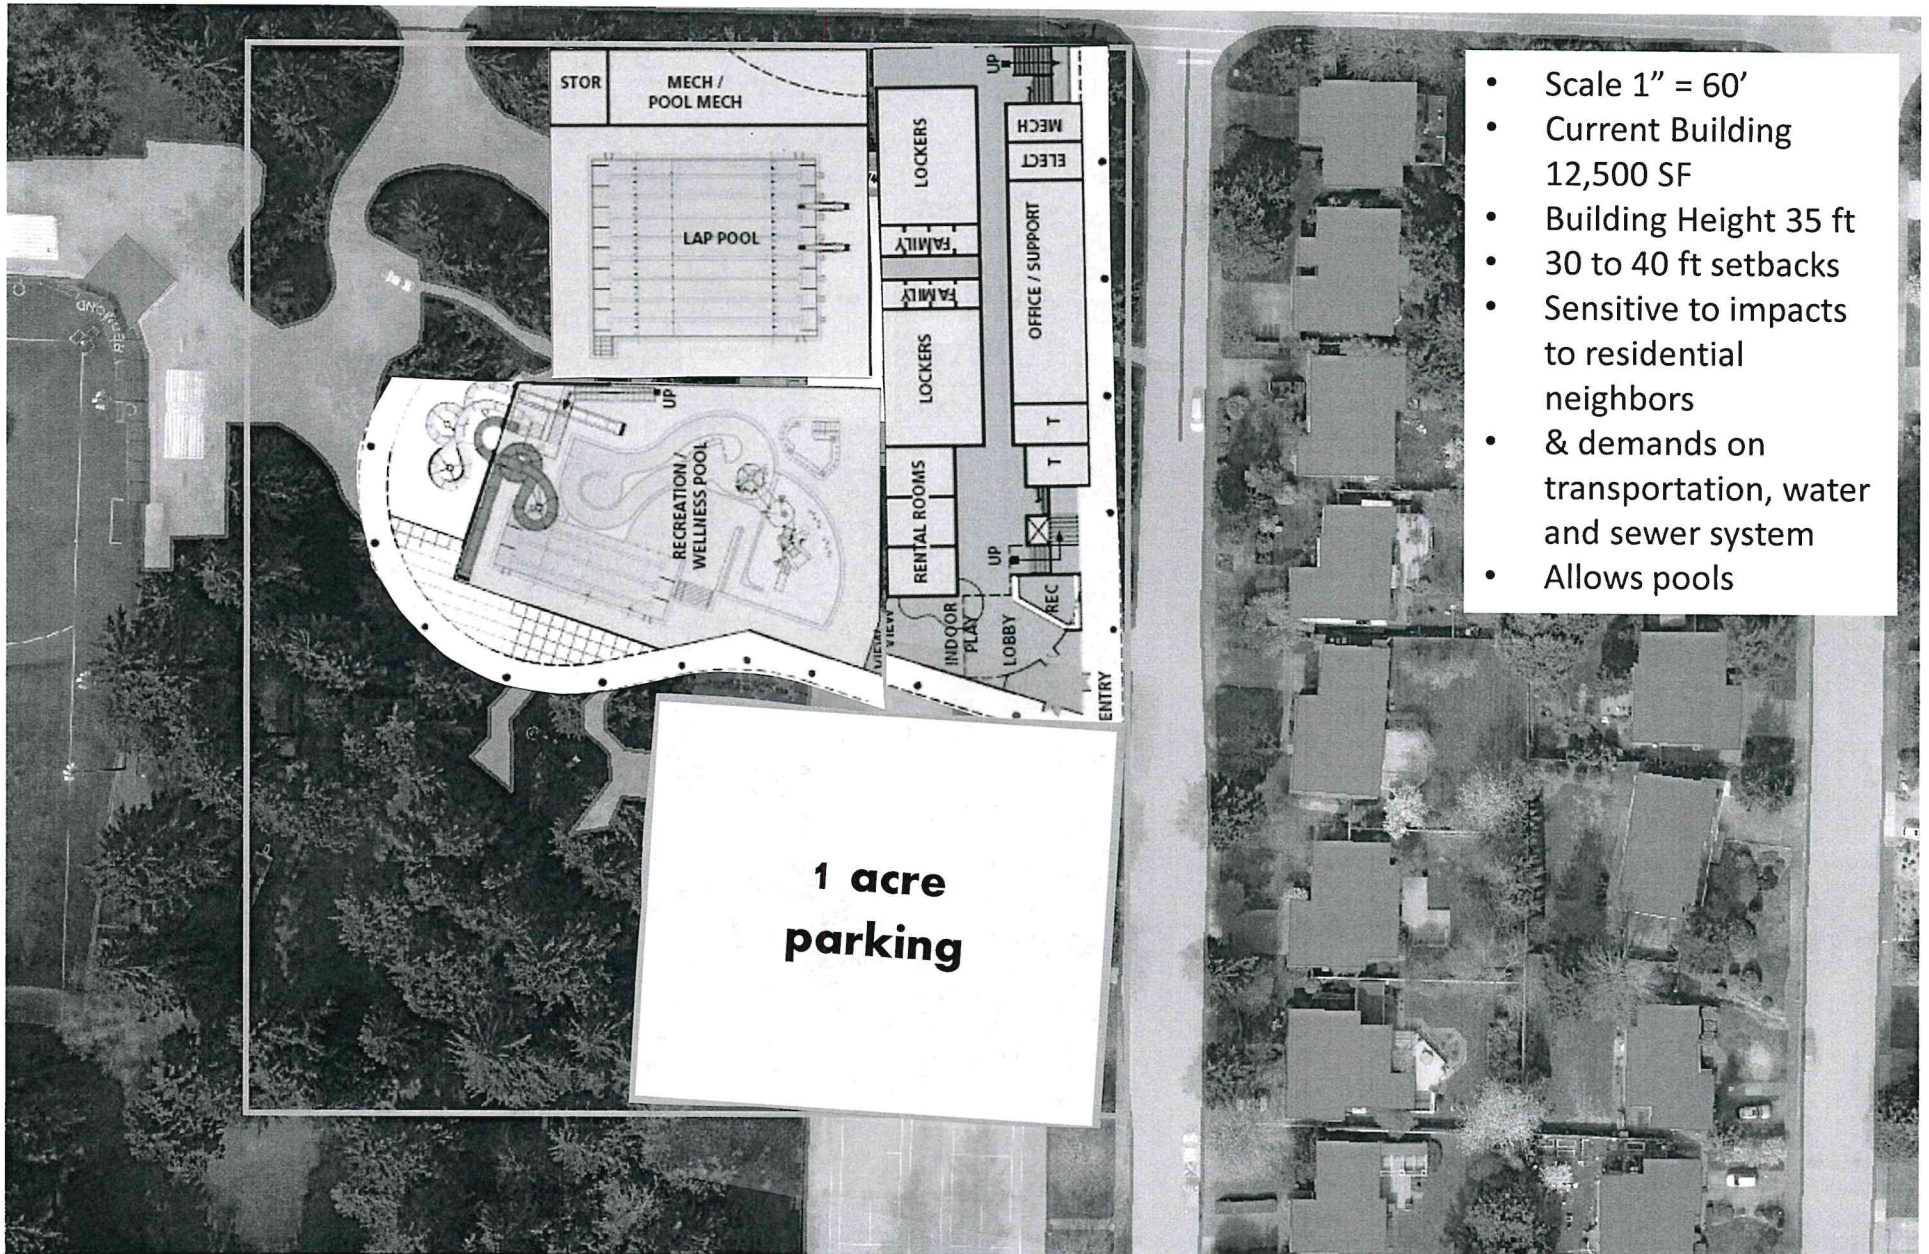 STOR
MECH /
POOL MECH
UP
MECH
ELECT
LOCKERS
FAMILY
FAMILY
LAP POOL
OFFICE / SUPPORT
LOCKERS
T
T
UP
RECREATION /
WELLNESS POOL
RENTAL ROOMS
UP
REC
VIEW
VIEW
INDOOR
PLAY
LOBBY
ENTRY
1 acre
parking
REDMOND
• Scale 1” = 60’
• Current Building
12,500 SF
• Building Height 35 ft
• 30 to 40 ft setbacks
• Sensitive to impacts
to residential
neighbors
• & demands on
transportation, water
and sewer system
• Allows pools